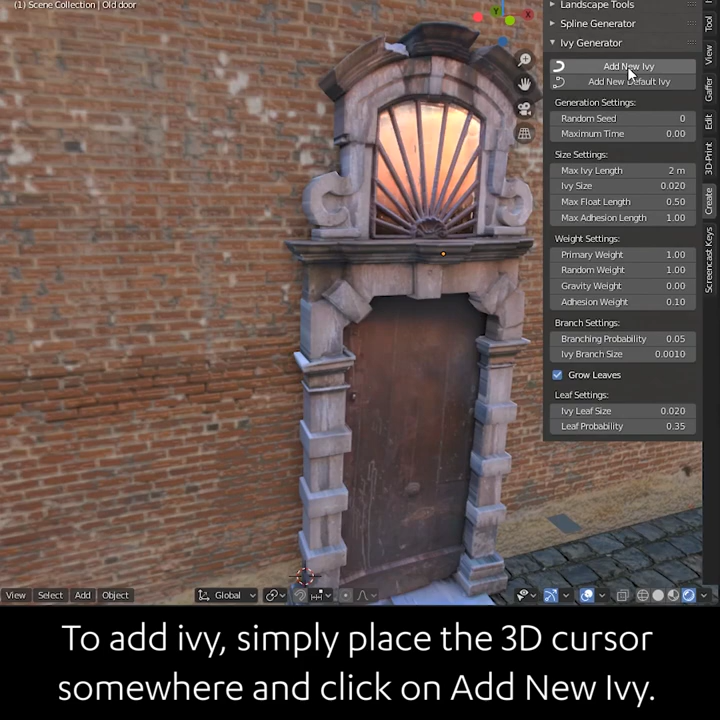 (1) Scene Collection | Old door
Y
X
Landscape Tools
Spline Generator
Ivy Generator
Add New Ivy
Add New Default Ivy
Generation Settings:
Random Seed 0
Maximum Time 0.00
Size Settings:
Max Ivy Length 2 m
Ivy Size 0.020
Max Float Length 0.50
Max Adhesion Length 1.00
Weight Settings:
Primary Weight 1.00
Random Weight 1.00
Gravity Weight 0.00
Adhesion Weight 0.10
Branch Settings:
Branching Probability 0.05
Ivy Branch Size 0.0010
Grow Leaves
Leaf Settings:
Ivy Leaf Size 0.020
Leaf Probability 0.35
Tool
View
Gaffer
Edit
3D-Print
Create
Screencast Keys
View Select Add Object Global
To add ivy, simply place the 3D cursor
somewhere and click on Add New Ivy.